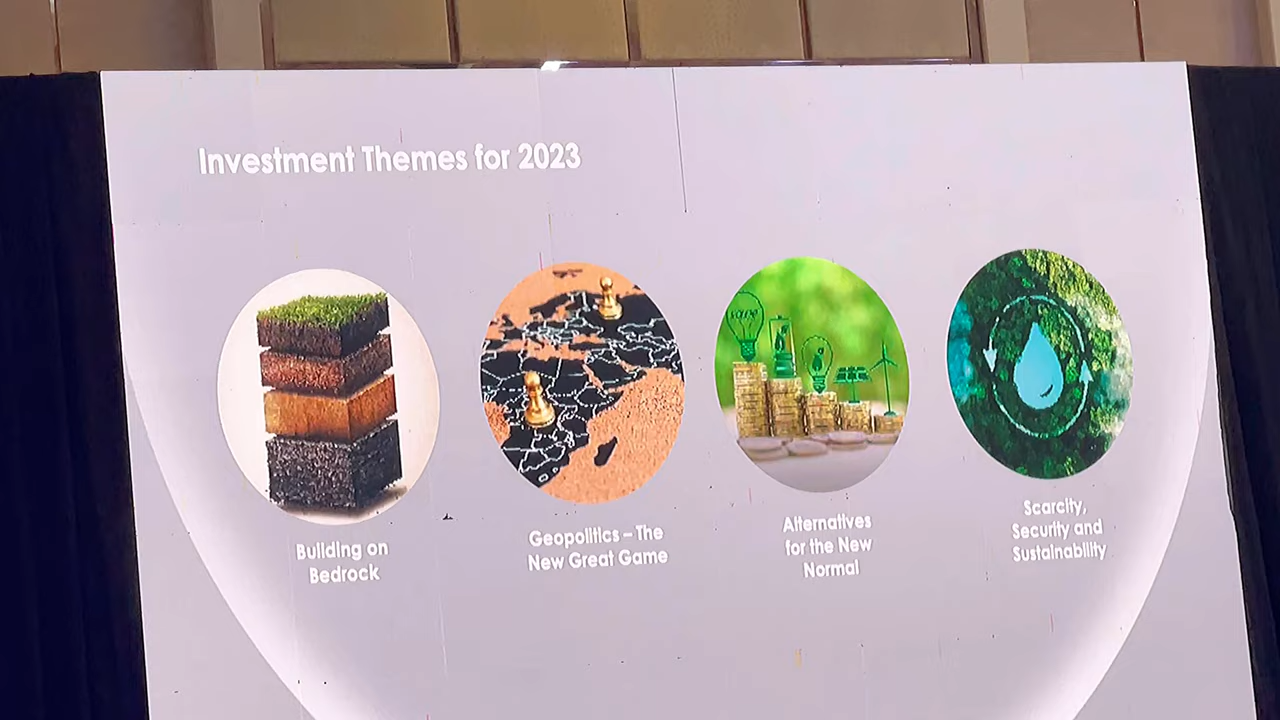 Investment Themes for 2023
Building on
Bedrock
Geopolitics – The
New Great Game
Alternatives
for the New
Normal
Scarcity,
Security and
Sustainability